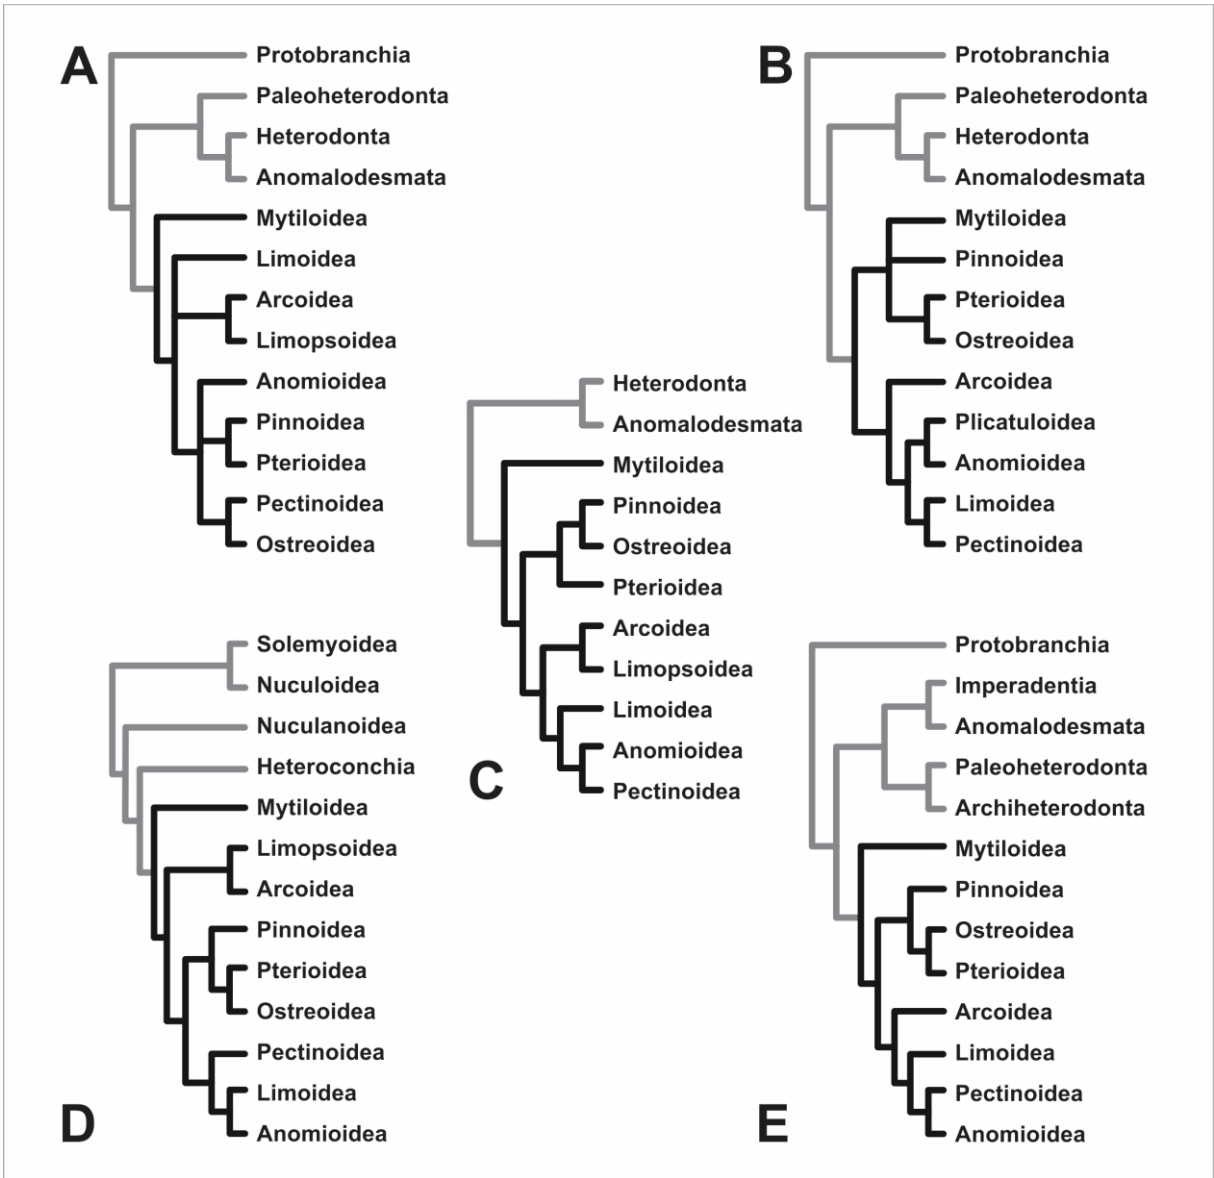 A
Protobranchia
Paleoheterodonta
Heterodonta
Anomalodesmata
Mytiloidea
Limoidea
Arcoidea
Limopsoidea
Anomioidea
Pinnoidea
Pterioidea
Pectinoidea
Ostreoidea
B
Protobranchia
Paleoheterodonta
Heterodonta
Anomalodesmata
Mytiloidea
Pinnoidea
Pterioidea
Ostreoidea
Arcoidea
Plicatuloidea
Anomioidea
Limoidea
Pectinoidea
C
Heterodonta
Anomalodesmata
Mytiloidea
Pinnoidea
Ostreoidea
Pterioidea
Arcoidea
Limopsoidea
Limoidea
Anomioidea
Pectinoidea
D
Solemyoidea
Nuculoidea
Nuculanoidea
Heteroconchia
Mytiloidea
Limopsoidea
Arcoidea
Pinnoidea
Pterioidea
Ostreoidea
Pectinoidea
Limoidea
Anomioidea
E
Protobranchia
Imperadentia
Anomalodesmata
Paleoheterodonta
Archiheterodonta
Mytiloidea
Pinnoidea
Ostreoidea
Pterioidea
Arcoidea
Limoidea
Pectinoidea
Anomioidea